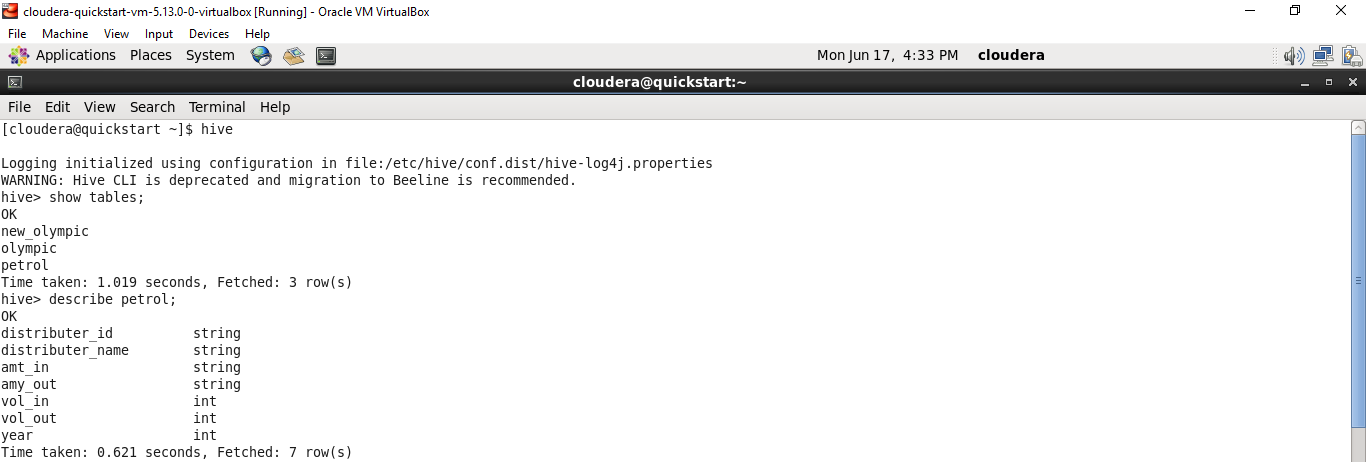 cloudera-quickstart-vm-5.13.0-0-virtualbox [Running] - Oracle VM VirtualBox
File Machine View Input Devices Help
Applications Places System Mon Jun 17, 4:33 PM cloudera
cloudera@quickstart:~
File Edit View Search Terminal Help
[cloudera@quickstart ~]$ hive
Logging initialized using configuration in file:/etc/hive/conf.dist/hive-log4j.properties
WARNING: Hive CLI is deprecated and migration to Beeline is recommended.
hive> show tables;
OK
new_olympic
olympic
petrol
Time taken: 1.019 seconds, Fetched: 3 row(s)
hive> describe petrol;
OK
distributer_id string
distributer_name string
amt_in string
amy_out string
vol_in int
vol_out int
year int
Time taken: 0.621 seconds, Fetched: 7 row(s)